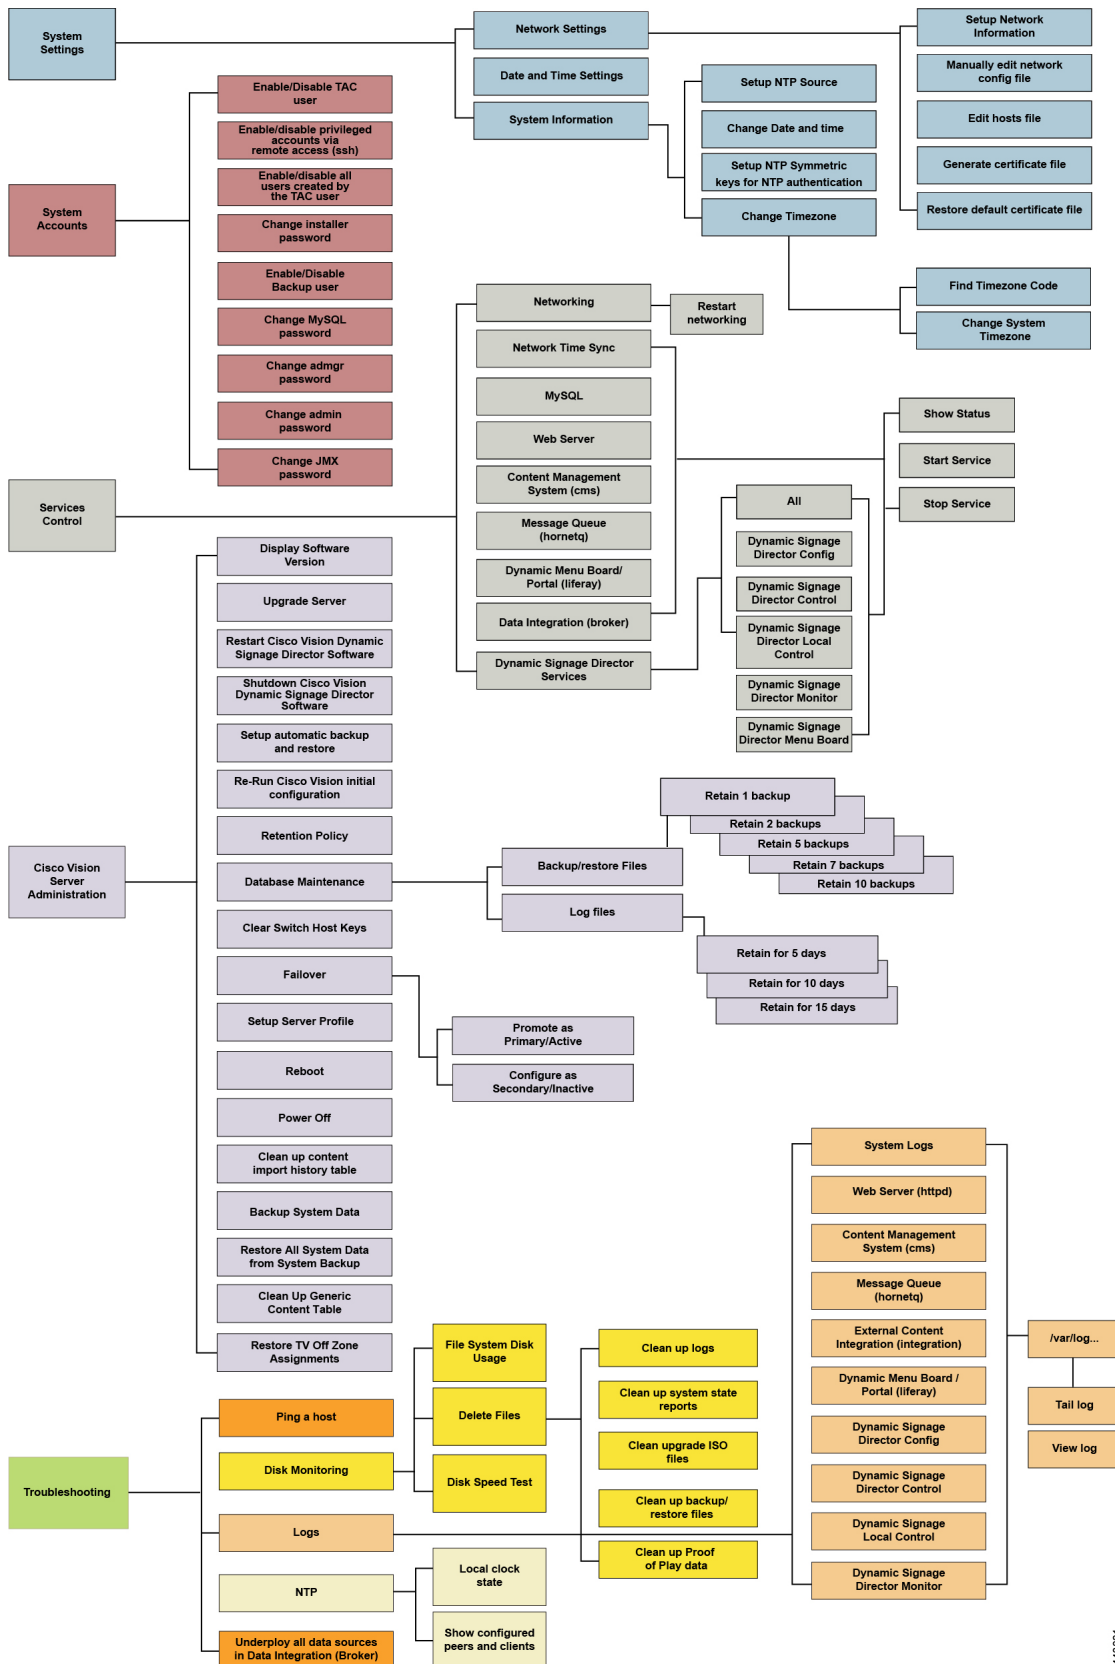 System
Settings
Network Settings
Date and Time Settings
System Information
Setup Network
Information
Manually edit network
config file
Edit hosts file
Generate certificate file
Restore default certificate file
Setup NTP Source
Change Date and time
Setup NTP Symmetric
keys for NTP authentication
Change Timezone
Find Timezone Code
Change System
Timezone
System
Accounts
Enable/Disable TAC
user
Enable/disable privileged
accounts via
remote access (ssh)
Enable/disable all
users created by
the TAC user
Change installer
password
Enable/Disable
Backup user
Change MySQL
password
Change admgr
password
Change admin
password
Change JMX
password
Services
Control
Networking
Restart
networking
Network Time Sync
MySQL
Web Server
Content Management
System (cms)
Message Queue
(hornetq)
Dynamic Menu Board/
Portal (liferay)
Data Integration (broker)
Dynamic Signage Director
Services
All
Dynamic Signage
Director Config
Dynamic Signage
Director Control
Dynamic Signage
Director Local
Control
Dynamic Signage
Director Monitor
Dynamic Signage
Director Menu Board
Show Status
Start Service
Stop Service
Cisco Vision
Server
Administration
Display Software
Version
Upgrade Server
Restart Cisco Vision Dynamic
Signage Director Software
Shutdown Cisco Vision
Dynamic Signage Director
Software
Setup automatic backup
and restore
Re-Run Cisco Vision initial
configuration
Retention Policy
Database Maintenance
Clear Switch Host Keys
Failover
Setup Server Profile
Reboot
Power Off
Clean up content
import history table
Backup System Data
Restore All System Data
from System Backup
Clean Up Generic
Content Table
Restore TV Off Zone
Assignments
Backup/restore Files
Log files
Retain 1 backup
Retain 2 backups
Retain 5 backups
Retain 7 backups
Retain 10 backups
Retain for 5 days
Retain for 10 days
Retain for 15 days
Promote as
Primary/Active
Configure as
Secondary/Inactive
Troubleshooting
Ping a host
Disk Monitoring
Logs
NTP
Underploy all data sources
in Data Integration (Broker)
File System Disk
Usage
Delete Files
Disk Speed Test
Local clock
state
Show configured
peers and clients
Clean up logs
Clean up system state
reports
Clean upgrade ISO
files
Clean up backup/
restore files
Clean up Proof
of Play data
System Logs
Web Server (httpd)
Content Management
System (cms)
Message Queue
(hornetq)
External Content
Integration (integration)
Dynamic Menu Board /
Portal (liferay)
Dynamic Signage
Director Config
Dynamic Signage
Director Control
Dynamic Signage
Local Control
Dynamic Signage
Director Monitor
/var/log...
Tail log
View log